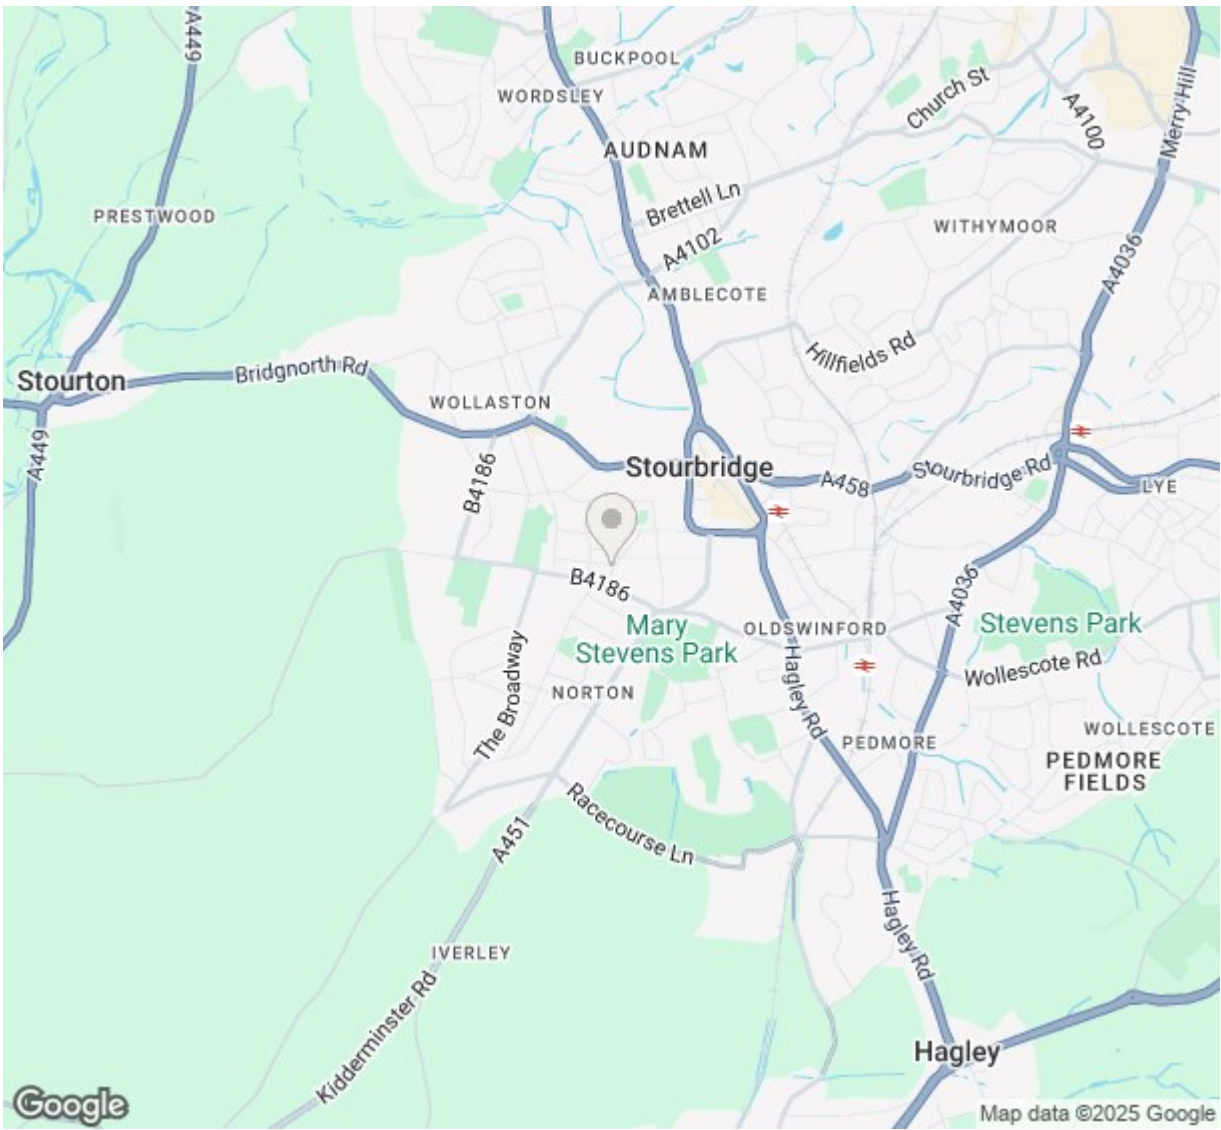 A449
BUCKPOOL
WORDSLEY
Church St
A4100
Merry Hill
AUDNAM
Brettell Ln
PRESTWOOD
WITHYMOOR
A4102
A4036
AMBLECOTE
Hillfields Rd
Stourton
Bridgnorth Rd
WOLLASTON
A449
B4186
Stourbridge
A458
Stourbridge Rd
LYE
B4186
A4036
Mary
Stevens Park
OLDSWINFORD
Stevens Park
Wollescote Rd
The Broadway
NORTON
Hagley Rd
PEDMORE
WOLLESCOTE
PEDMORE
FIELDS
Racecourse Ln
A451
Hagley Rd
IVERLEY
Kidderminster Rd
Hagley
Google
Map data ©2025 Google